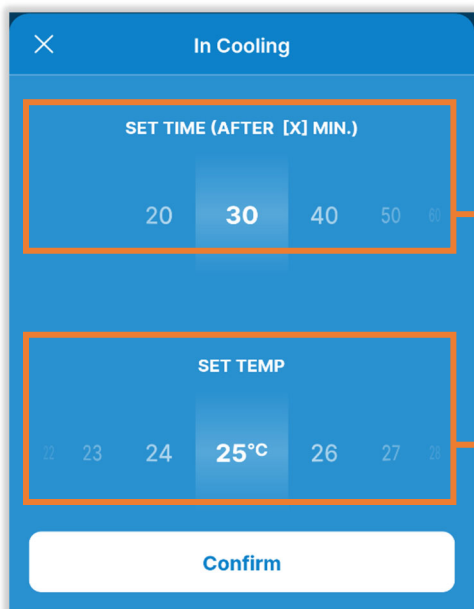 In Cooling
SET TIME (AFTER [X] MIN.)
20 30 40 50 60
SET TEMP
22 23 24 25°C 26 27 28
Confirm